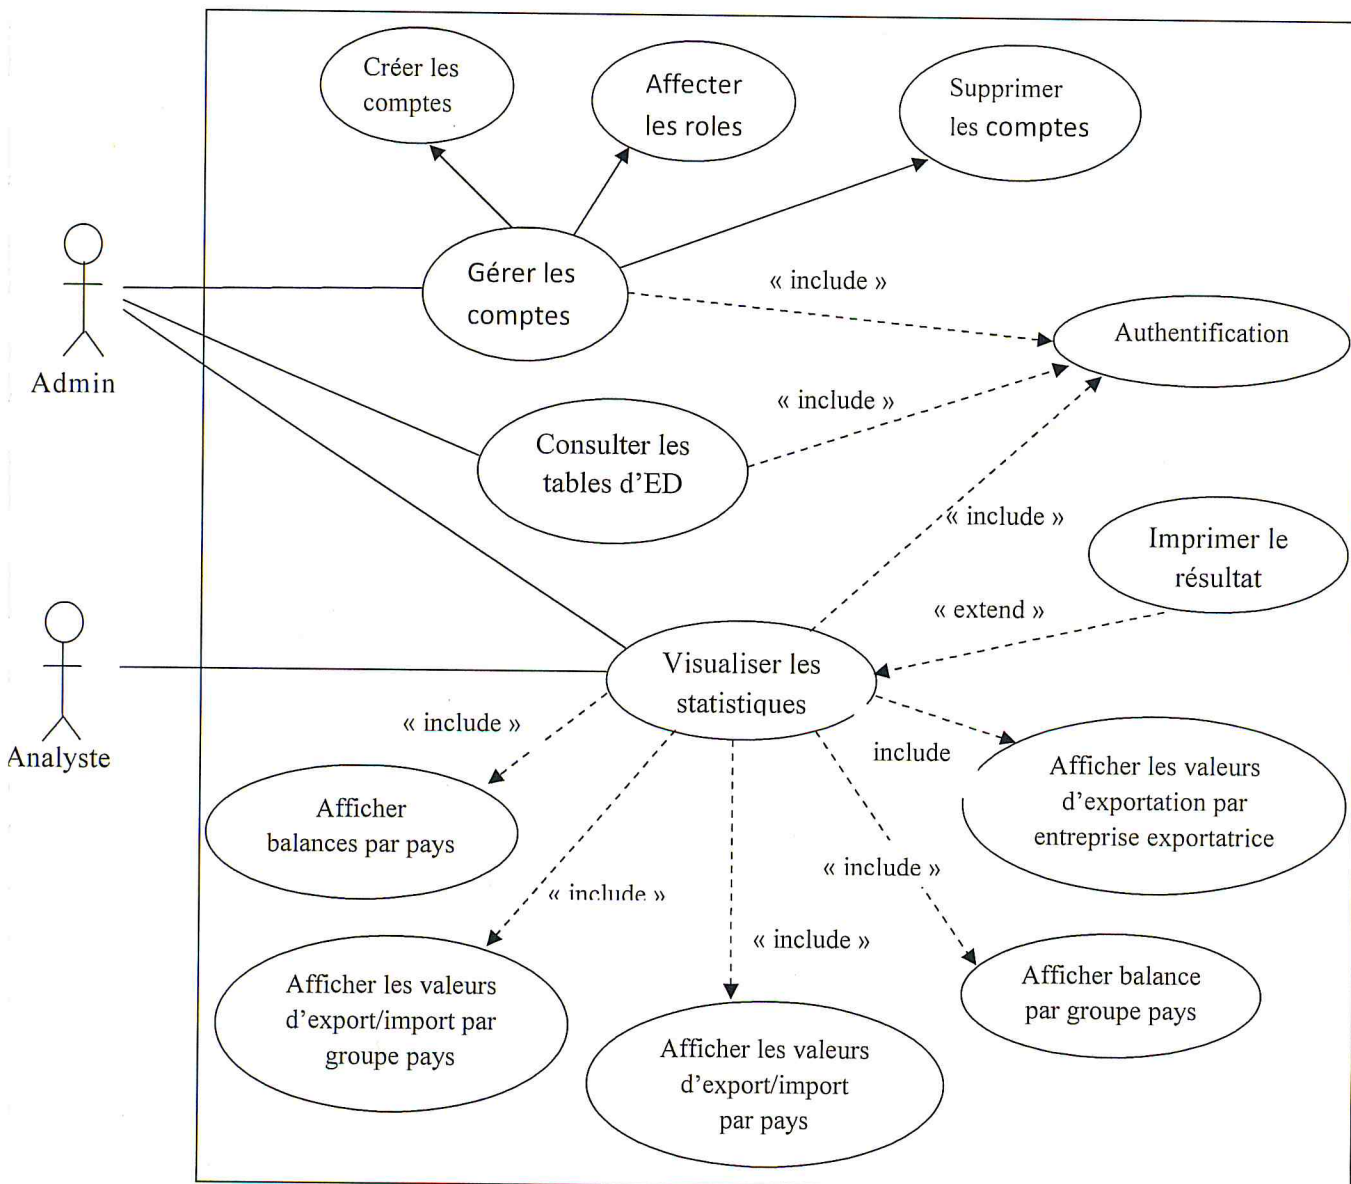 Créer les
comptes
Affecter
les roles
Supprimer
les comptes
Gérer les
comptes
« include »
Authentification
Admin
« include »
Consulter les
tables d’ED
« include »
Imprimer le
résultat
« extend »
Visualiser les
statistiques
Analyste
« include »
include
Afficher les valeurs
d’exportation par
entreprise exportatrice
Afficher
balances par pays
« include »
« include »
« include »
Afficher balance
par groupe pays
Afficher les valeurs
d’export/import par
groupe pays
Afficher les valeurs
d’export/import
par pays